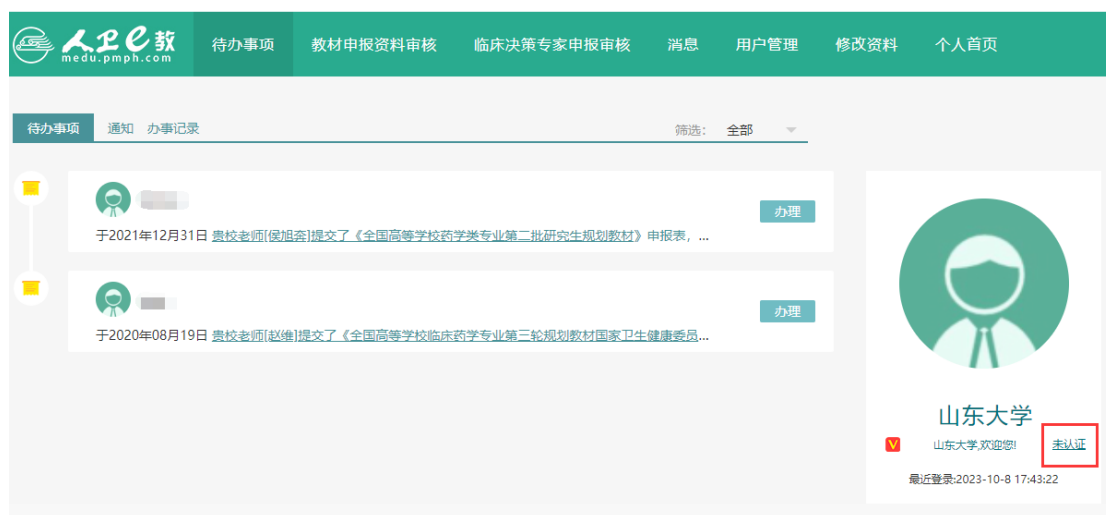 人卫e教 待办事项 教材申报资料审核 临床决策专家申报审核 消息 用户管理 修改资料 个人首页
medu.pmph.com
待办事项 通知 办事记录 筛选: 全部
办理
于2021年12月31日 贵校老师[侯旭奔]提交了《全国高等学校药学类专业第二批研究生规划教材》申报表，...
办理
于2020年08月19日 贵校老师[赵维]提交了《全国高等学校临床药学专业第三轮规划教材国家卫生健康委员...
山东大学
V 山东大学,欢迎您! 未认证
最近登录:2023-10-8 17:43:22